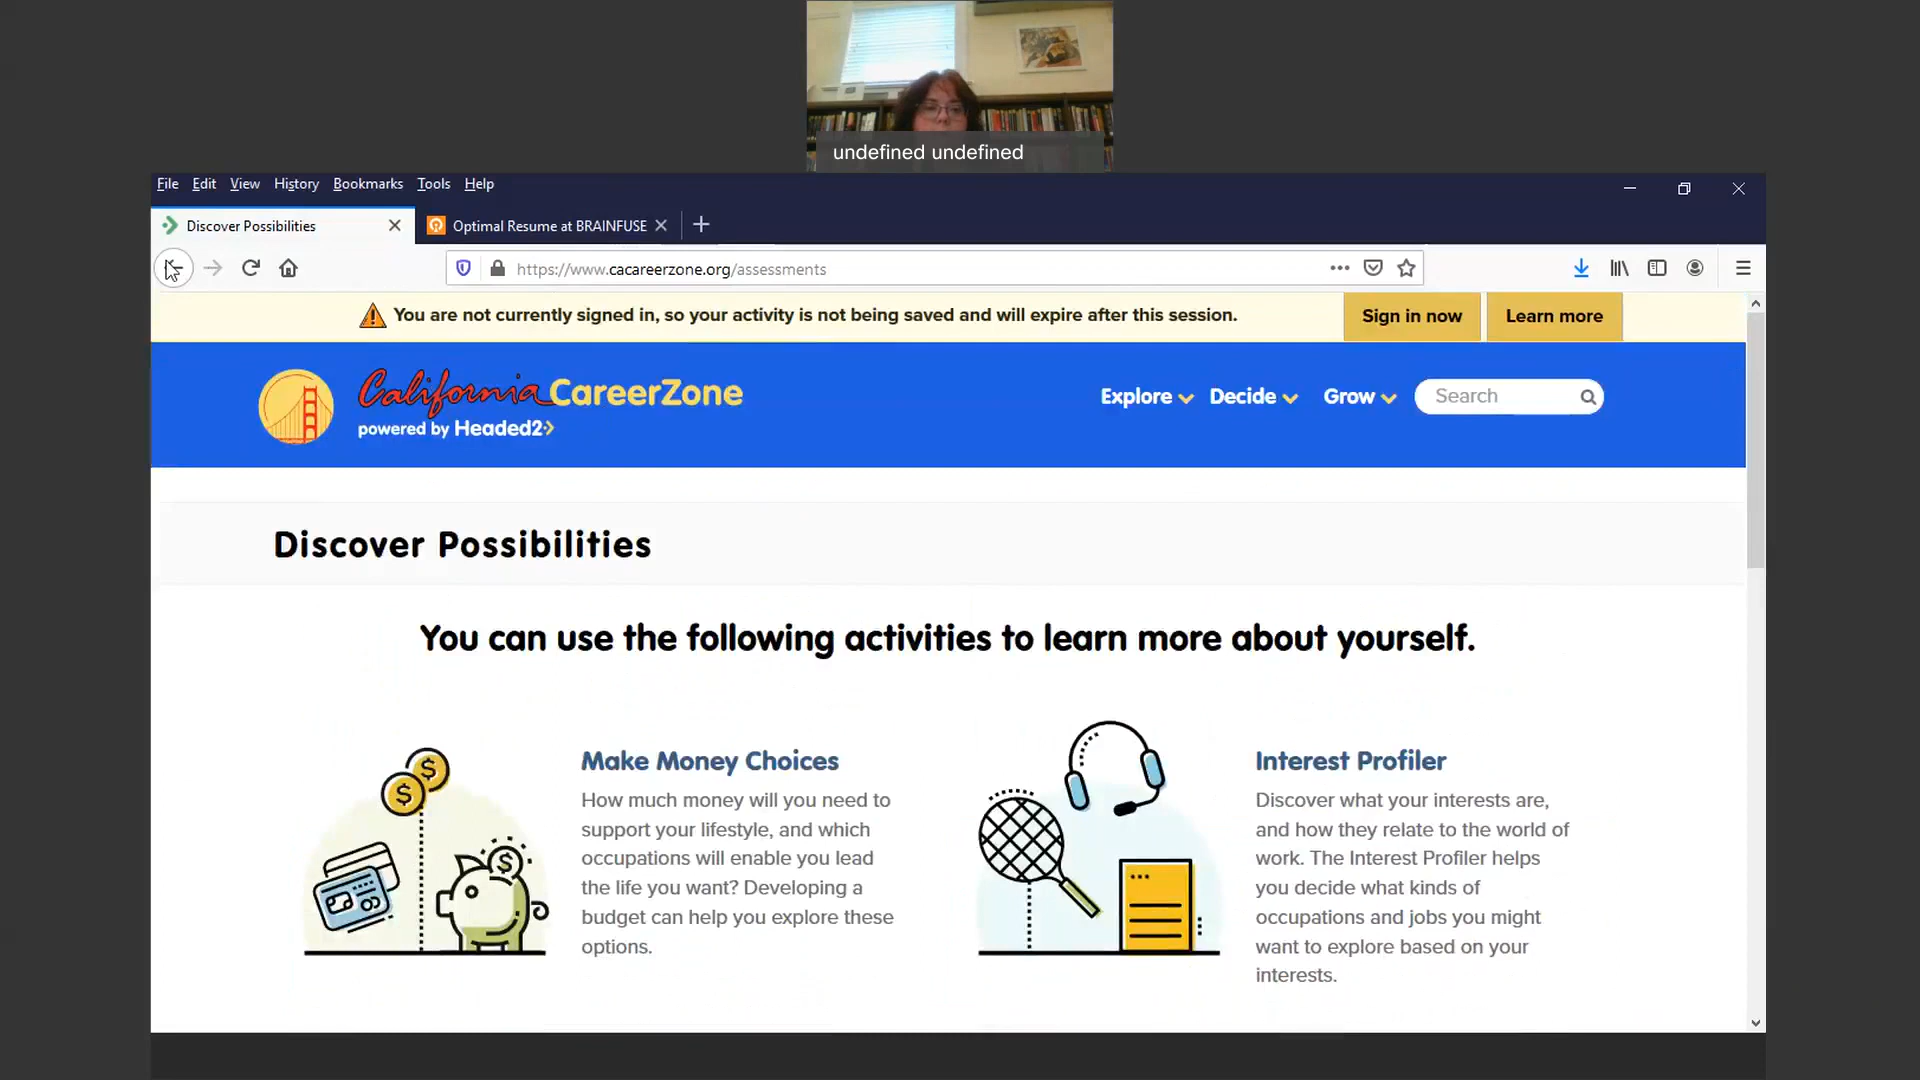 undefined undefined
File Edit View History Bookmarks Tools Help
Discover Possibilities
Optimal Resume at BRAINFUSE
https://www.cacareerzone.org/assessments
You are not currently signed in, so your activity is not being saved and will expire after this session.
Sign in now
Learn more
California CareerZone
powered by Headed2
Explore
Decide
Grow
Search
Discover Possibilities
You can use the following activities to learn more about yourself.
Make Money Choices
How much money will you need to
support your lifestyle, and which
occupations will enable you lead
the life you want? Developing a
budget can help you explore these
options.
Interest Profiler
Discover what your interests are,
and how they relate to the world of
work. The Interest Profiler helps
you decide what kinds of
occupations and jobs you might
want to explore based on your
interests.